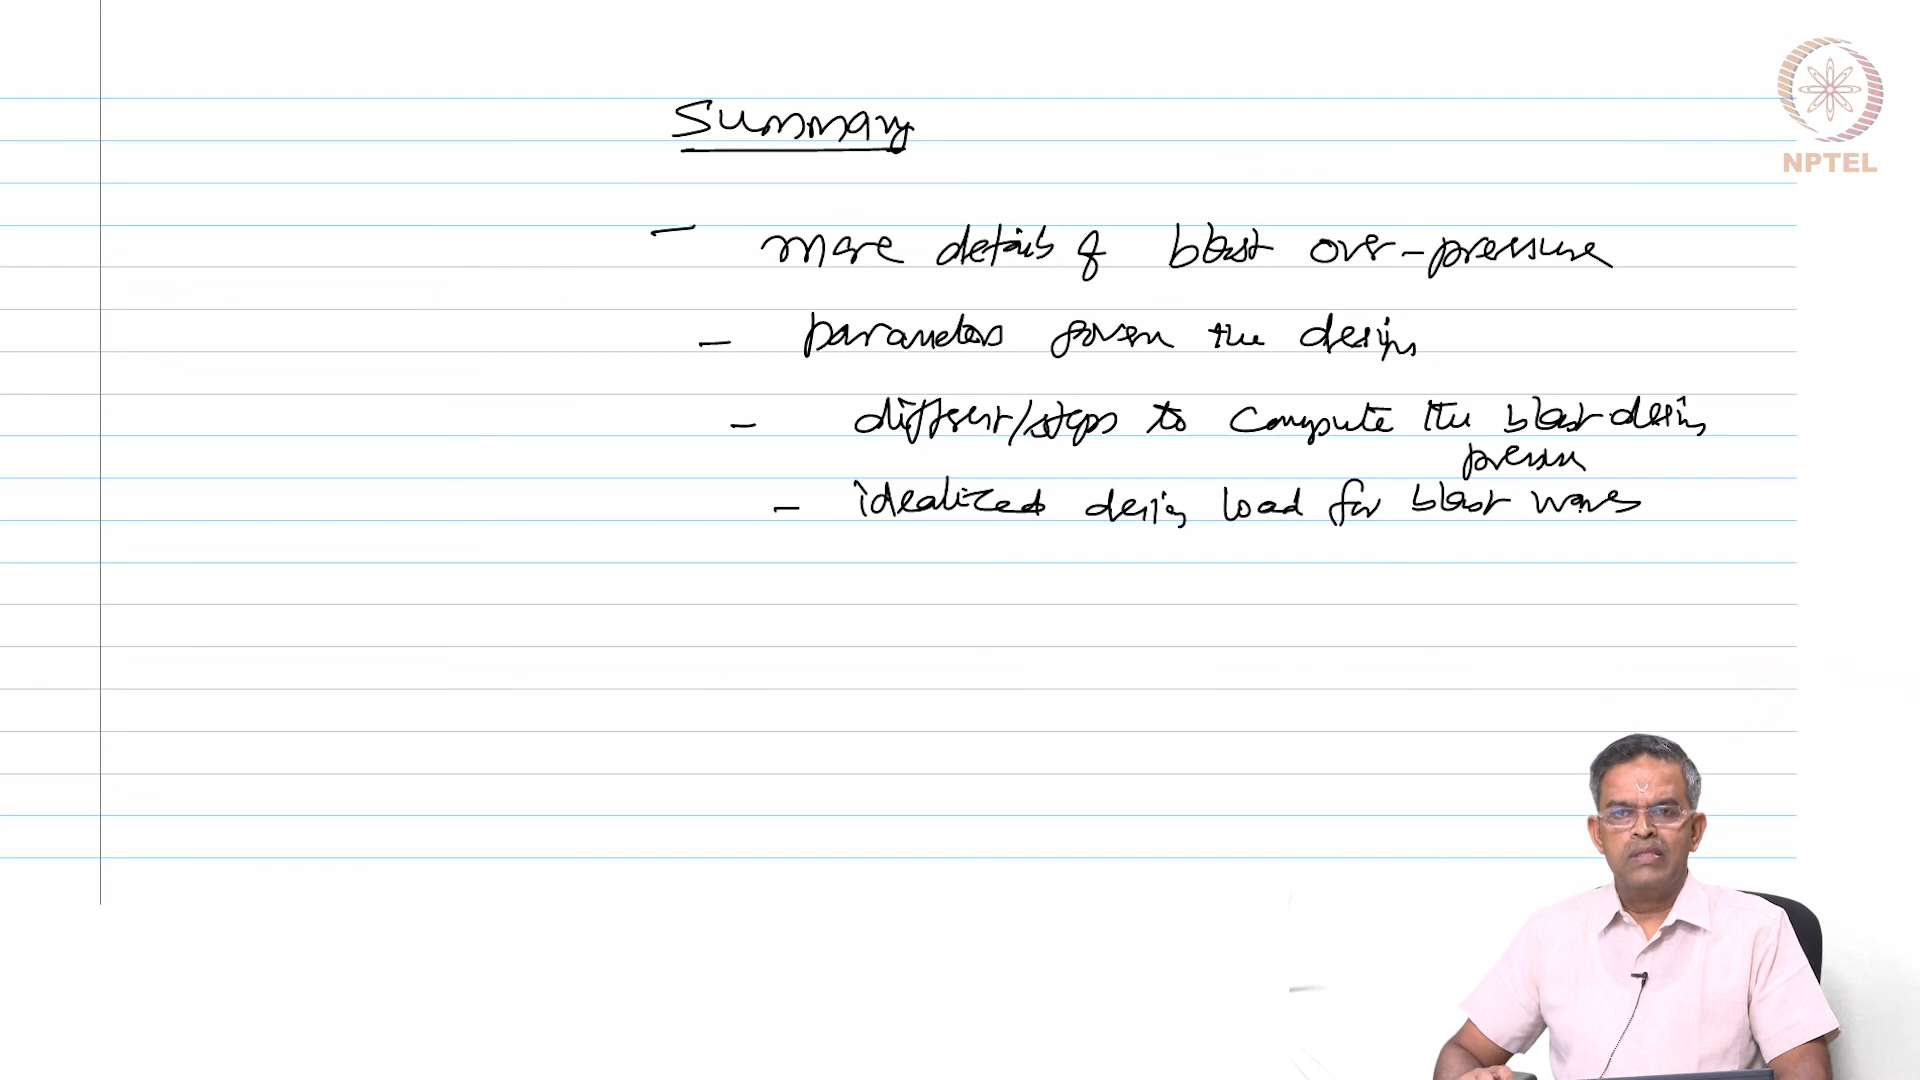 Summary
NPTEL
- more details of blast over-pressure
- parameters govern the design
- different/steps to compute the blast design
pressure
- idealized design load for blast waves